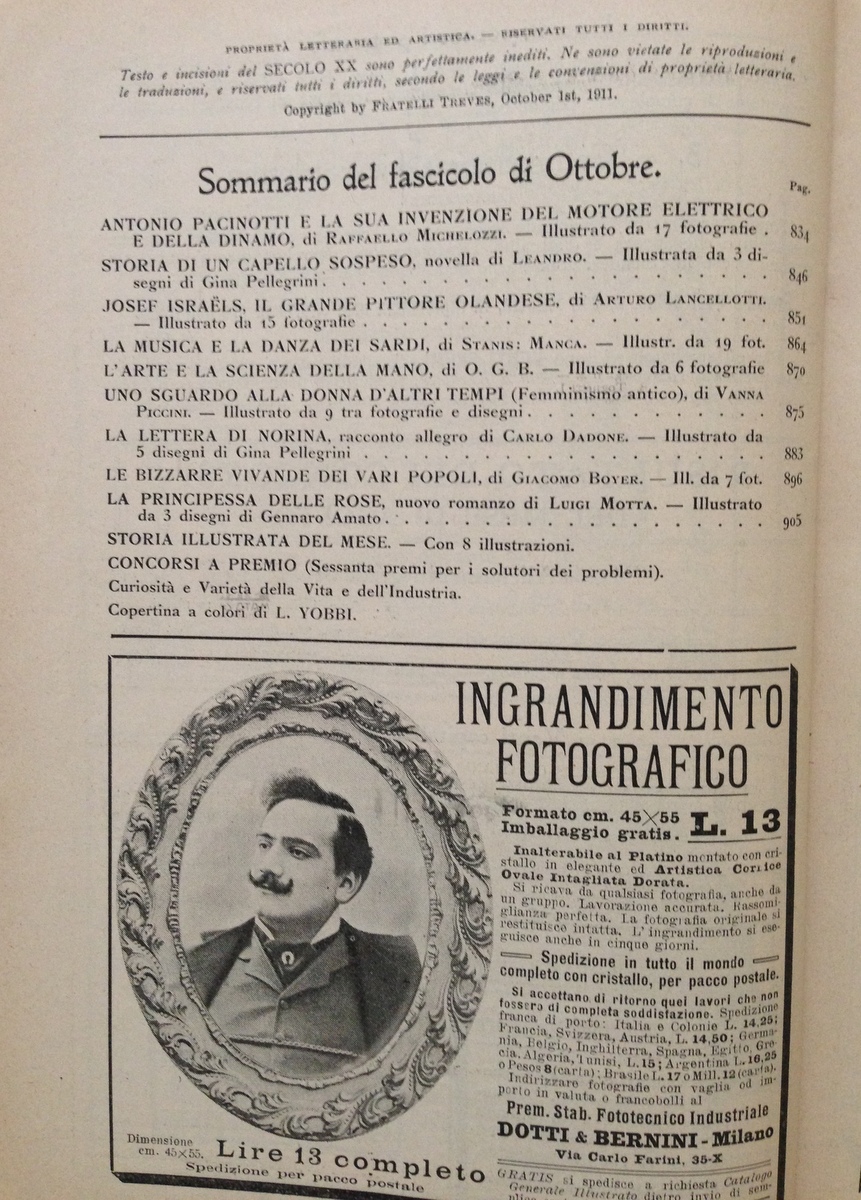 PROPRIETÀ LETTERARIA ED ARTISTICA. — RISERVATI TUTTI I DIRITTI.
Testo e incisioni del SECOLO XX sono perfettamente inediti. Ne sono vietate le riproduzioni e
le traduzioni, e riservati tutti i diritti, secondo le leggi e le convenzioni di proprietà letteraria.
Copyright by FRATELLI TREVES, October 1st, 1911.
Sommario del fascicolo di Ottobre.
Pag.
ANTONIO PACINOTTI E LA SUA INVENZIONE DEL MOTORE ELETTRICO
E DELLA DINAMO, di RAFFAELLO MICHELOZZI. — Illustrato da 17 fotografie . 834
STORIA DI UN CAPELLO SOSPESO, novella di LEANDRO. — Illustrata da 3 di-
segni di Gina Pellegrini . . . . . . . . . . . . . . . . . . 846
JOSEF ISRAËLS, IL GRANDE PITTORE OLANDESE, di ARTURO LANCELLOTTI.
— Illustrato da 15 fotografie . . . . . . . . . . . . . . . . . 851
LA MUSICA E LA DANZA DEI SARDI, di STANIS: MANCA. — Illustr. da 19 fot. 864
L'ARTE E LA SCIENZA DELLA MANO, di O. G. B. — Illustrato da 6 fotografie 870
UNO SGUARDO ALLA DONNA D'ALTRI TEMPI (Femminismo antico), di VANNA
PICCINI. — Illustrato da 9 tra fotografie e disegni . . . . . . . . . . 875
LA LETTERA DI NORINA, racconto allegro di CARLO DADONE. — Illustrato da
5 disegni di Gina Pellegrini . . . . . . . . . . . . . . . . . 883
LE BIZZARRE VIVANDE DEI VARI POPOLI, di GIACOMO BOYER. — Ill. da 7 fot. 896
LA PRINCIPESSA DELLE ROSE, nuovo romanzo di LUIGI MOTTA. — Illustrato
da 3 disegni di Gennaro Amato . . . . . . . . . . . . . . . . 905
STORIA ILLUSTRATA DEL MESE. — Con 8 illustrazioni.
CONCORSI A PREMIO (Sessanta premi per i solutori dei problemi).
Curiosità e Varietà della Vita e dell'Industria.
Copertina a colori di L. YOBBI.
INGRANDIMENTO
FOTOGRAFICO
Formato cm. 45×55
Imballaggio gratis. L. 13
Inalterabile al Platino montato con cri-
stallo in elegante ed Artistica Cornice
Ovale Intagliata Dorata.
Si ricava da qualsiasi fotografia, anche da
un gruppo. Lavorazione accurata. Rassomi-
glianza perfetta. La fotografia originale si
restituisce intatta. L'ingrandimento si ese-
guisce anche in cinque giorni.
Spedizione in tutto il mondo
completo con cristallo, per pacco postale.
Si accettano di ritorno quei lavori che non
fossero di completa soddisfazione. Spedizione
franca di porto: Italia e Colonie L. 14,25;
Francia, Svizzera, Austria, L. 14,50; Germa-
nia, Belgio, Inghilterra, Spagna, Egitto, Gre-
cia, Algeria, Tunisi, L. 15; Argentina L. 16,25
o Pesos 8 (carta); Brasile L. 17 o Mill. 12 (carta).
Indirizzare fotografie con vaglia od im-
porto in valuta o francobolli al
Prem. Stab. Fototecnico Industriale
DOTTI & BERNINI - Milano
Via Carlo Farini, 35-X
GRATIS si spedisce a richiesta Catalogo
Generale Illustrato dietro invio di sem-
Dimensione
cm. 45×55. Lire 13 completo
Spedizione per pacco postale